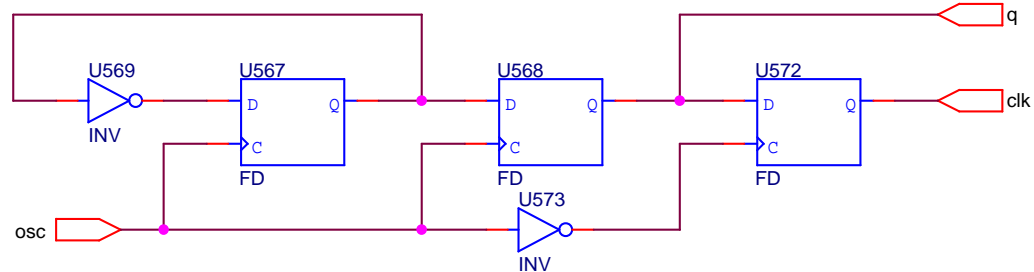 q
U569
U567
U568
U572
D
Q
D
Q
D
Q
clk
INV
C
C
C
FD
FD
FD
U573
osc
INV